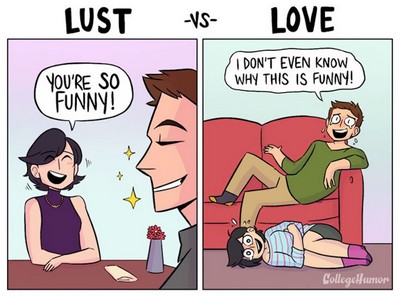 LUST -VS- LOVE
YOU'RE SO
FUNNY!
I DON'T EVEN KNOW
WHY THIS IS FUNNY!
CollegeHumor